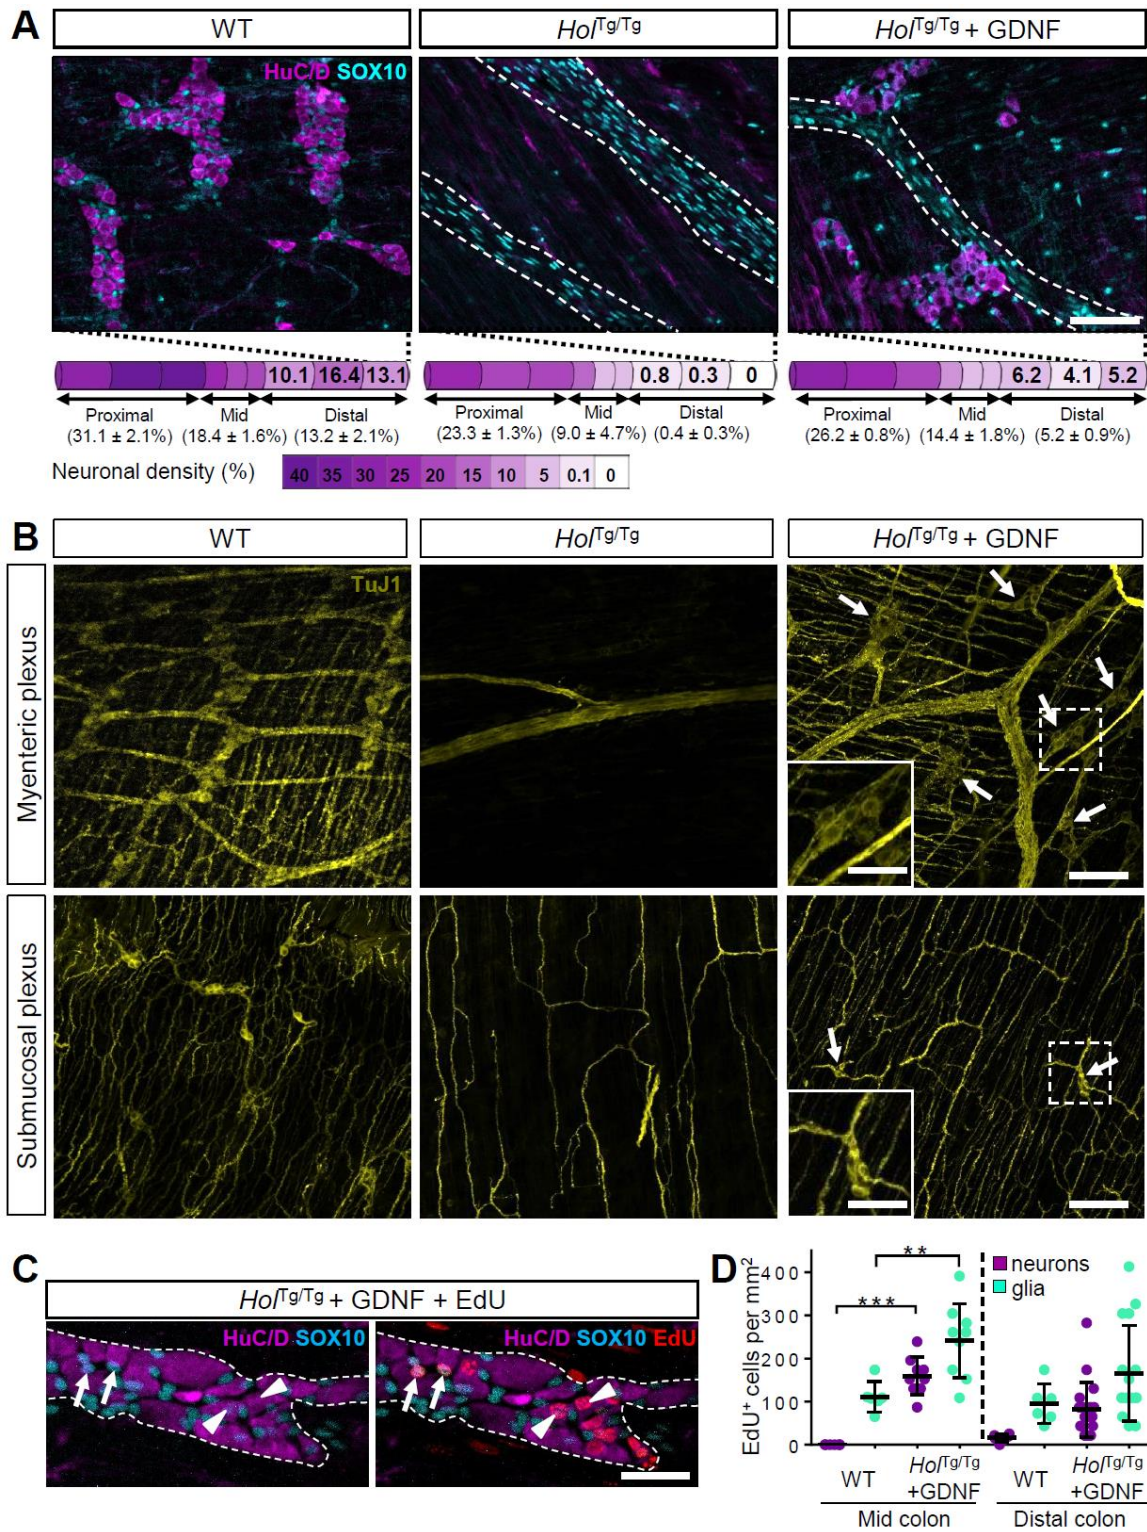 A
WT
Hol^Tg/Tg
Hol^Tg/Tg + GDNF
HuC/D SOX10
10.1 16.4 13.1
0.8 0.3 0
6.2 4.1 5.2
Proximal Mid Distal
(31.1 ± 2.1%) (18.4 ± 1.6%) (13.2 ± 2.1%)
Proximal Mid Distal
(23.3 ± 1.3%) (9.0 ± 4.7%) (0.4 ± 0.3%)
Proximal Mid Distal
(26.2 ± 0.8%) (14.4 ± 1.8%) (5.2 ± 0.9%)
Neuronal density (%) 40 35 30 25 20 15 10 5 0.1 0
B
WT
Hol^Tg/Tg
Hol^Tg/Tg + GDNF
Myenteric plexus
TuJ1
Submucosal plexus
C
Hol^Tg/Tg + GDNF + EdU
HuC/D SOX10
HuC/D SOX10 EdU
D
neurons
glia
EdU⁺ cells per mm²
400
300
200
100
0
***
**
WT
Hol^Tg/Tg
+GDNF
WT
Hol^Tg/Tg
+GDNF
Mid colon
Distal colon